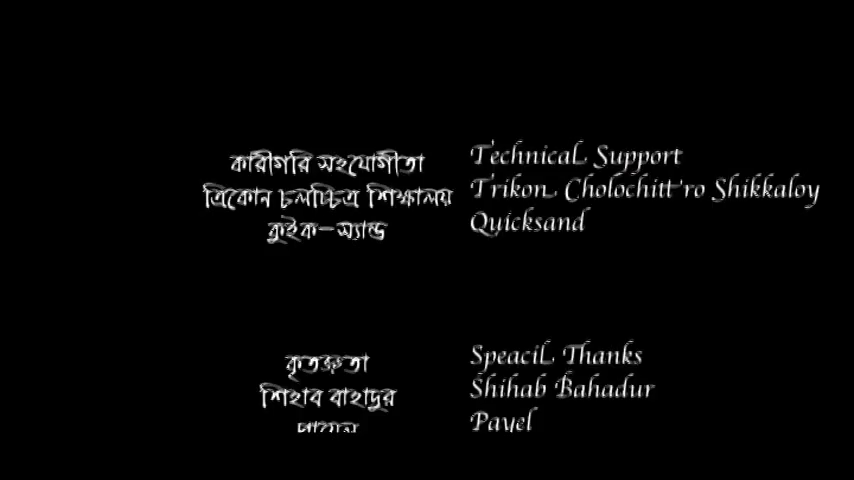 কারীগরি সহযোগীতা
Technical Support
ত্রিকোন চলচ্চিত্র শিক্ষালয়
Trikon Cholochitt'ro Shikkaloy
কুইক-স্যান্ড
Quicksand
কৃতজ্ঞতা
Speacil Thanks
শিহাব বাহাদুর
Shihab Bahadur
Payel